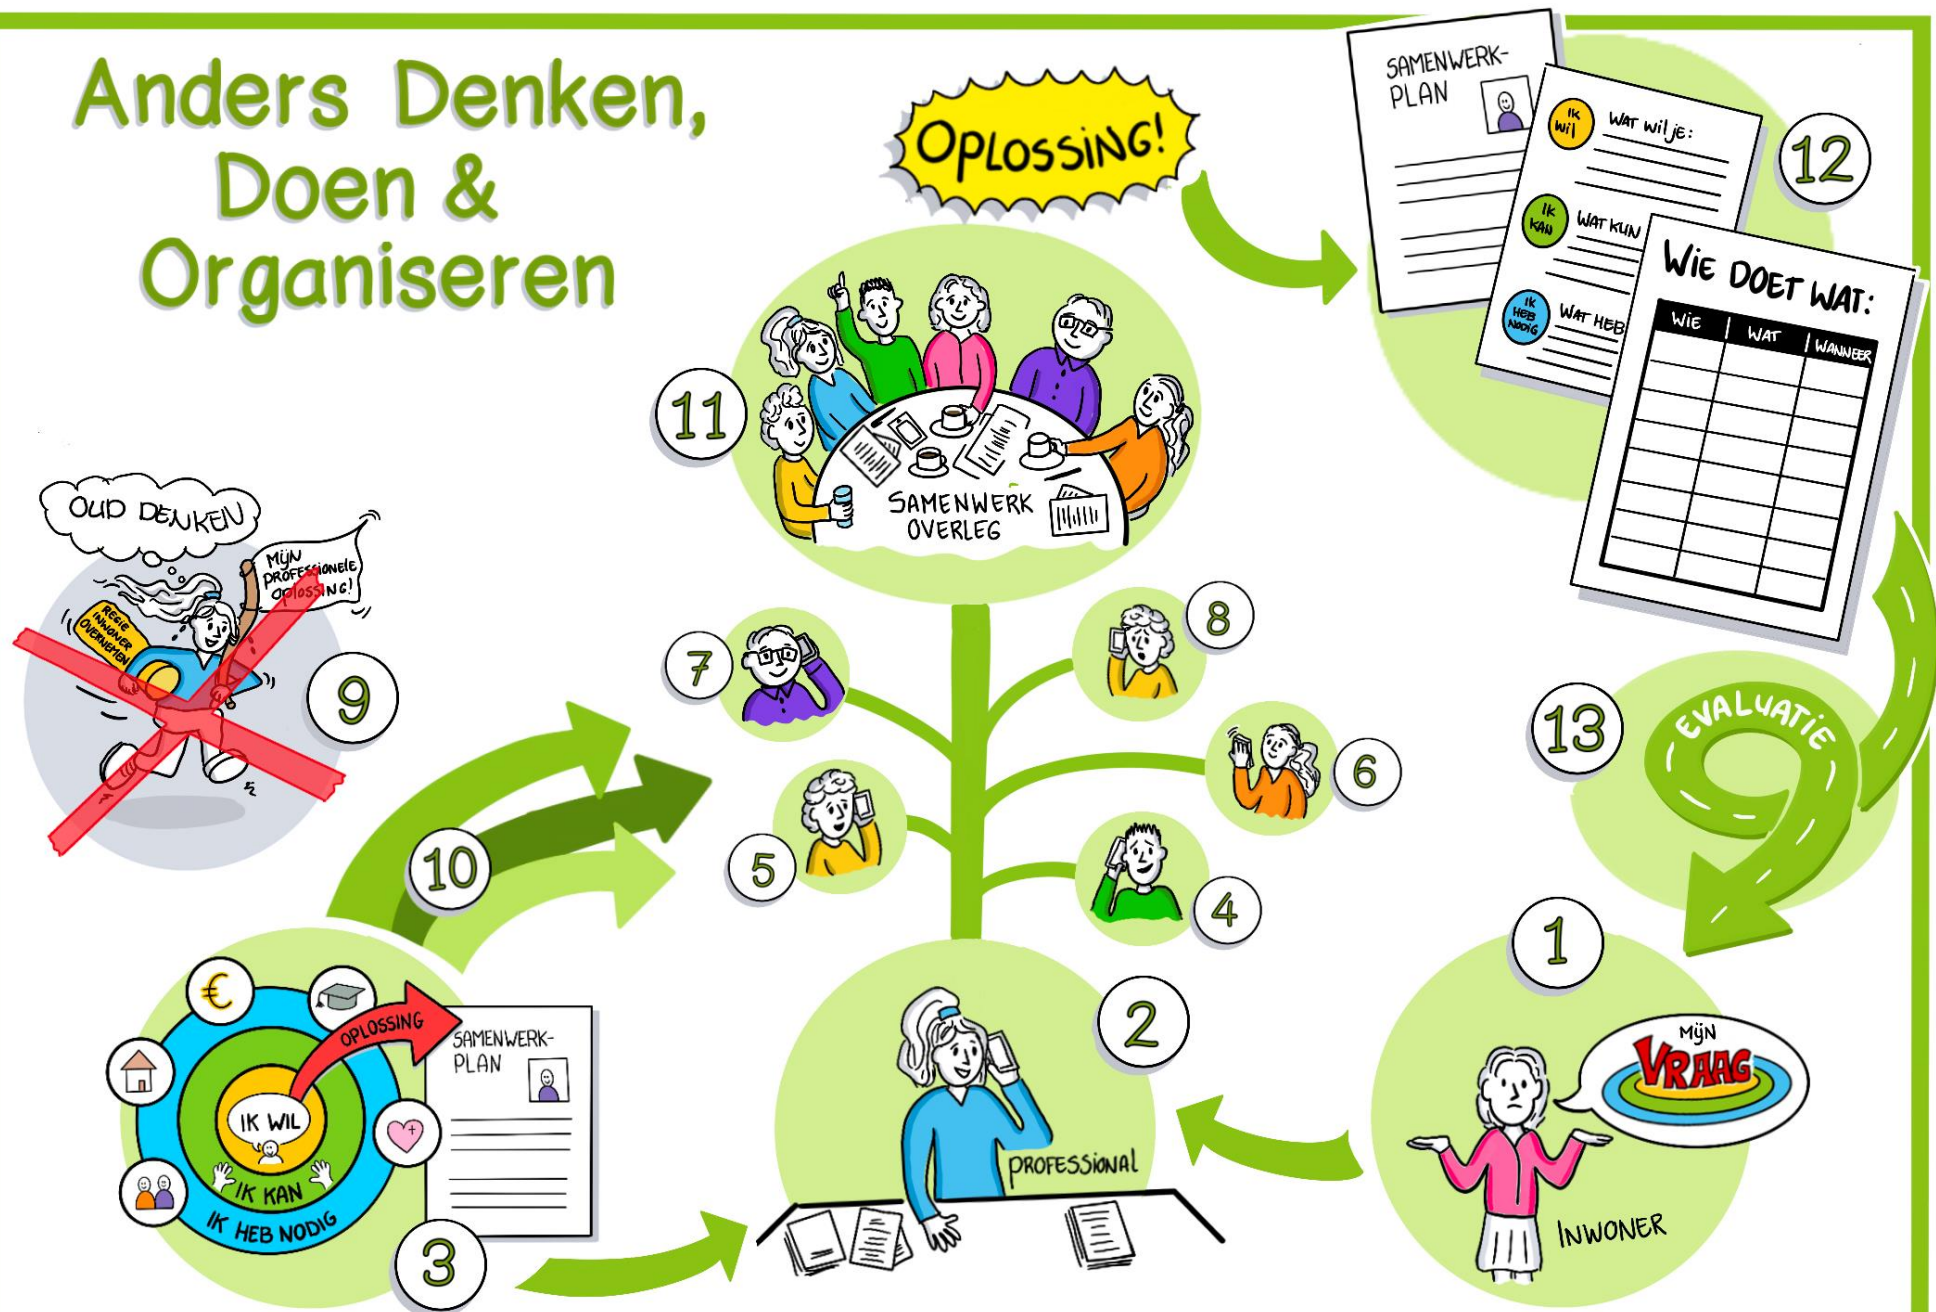 Anders Denken,
Doen &
Organiseren
OPLOSSING!
SAMENWERK-
PLAN
IK
WIL
WAT WIL JE:
IK
KAN
WAT KUN
IK
HEB
NODIG
WAT HEB
WIE DOET WAT:
WIE WAT WANNEER
12
11
SAMENWERK
OVERLEG
OUD DENKEN
MIJN
PROFESSIONELE
OPLOSSING!
REGIE
INWONER
OVERNEMEN
9
7
8
6
5
4
10
13
EVALUATIE
1
MIJN
VRAAG
INWONER
2
PROFESSIONAL
€
OPLOSSING
SAMENWERK-
PLAN
IK WIL
IK KAN
IK HEB NODIG
3